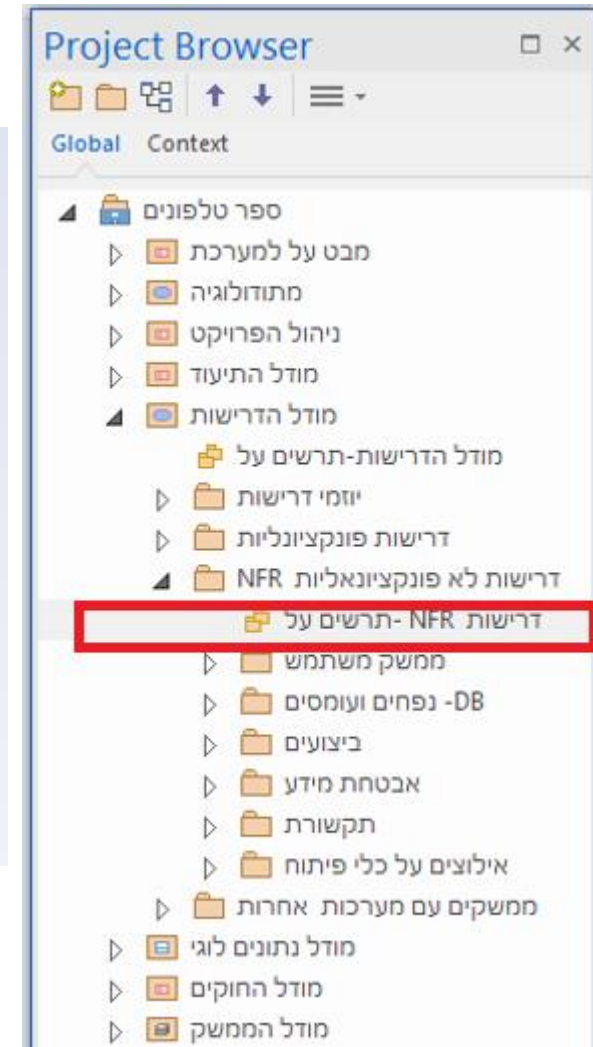 Project Browser
Global Context
ספר טלפונים
מבט על למערכת
מתודולוגיה
ניהול הפרויקט
מודל התיעוד
מודל הדרישות
מודל הדרישות-תרשים על
יוזמי דרישות
דרישות פונקציונליות
דרישות לא פונקציונאליות NFR
דרישות NFR -תרשים על
ממשק משתמש
DB- נפחים ועומסים
ביצועים
אבטחת מידע
תקשורת
אילוצים על כלי פיתוח
ממשקים עם מערכות אחרות
מודל נתונים לוגי
מודל החוקים
מודל הממשק